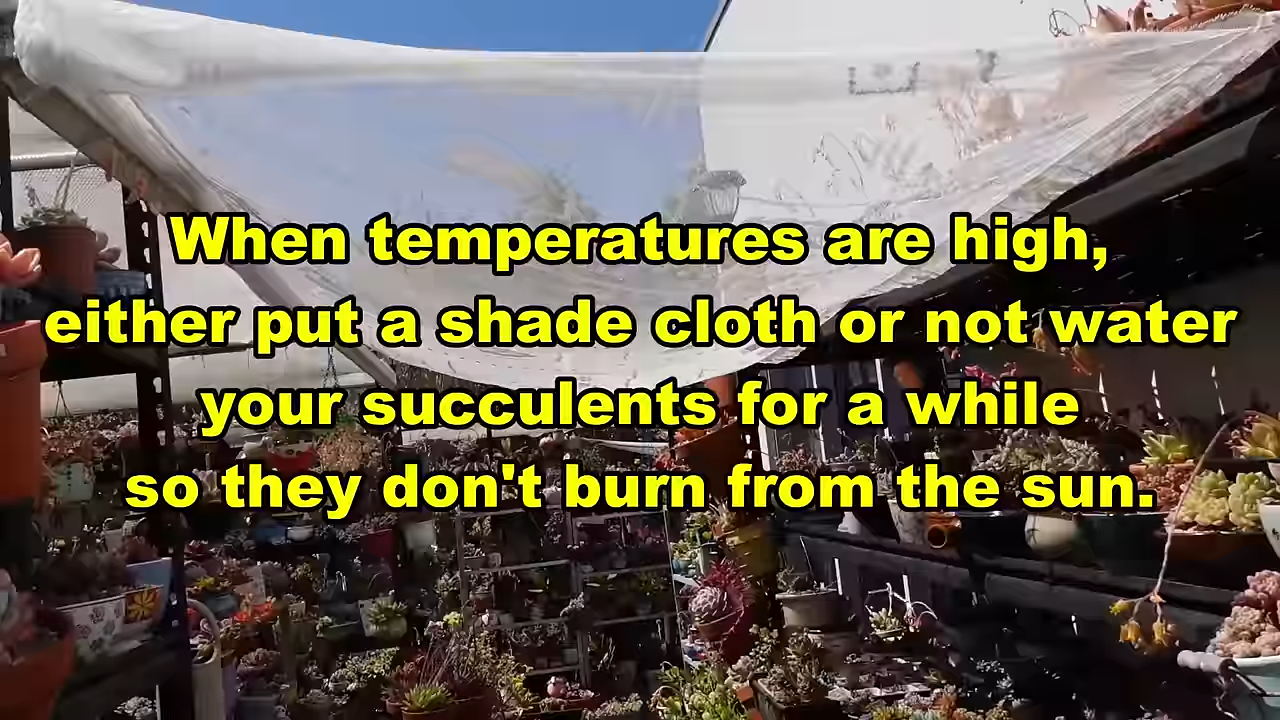 When temperatures are high,
either put a shade cloth or not water
your succulents for a while
so they don't burn from the sun.